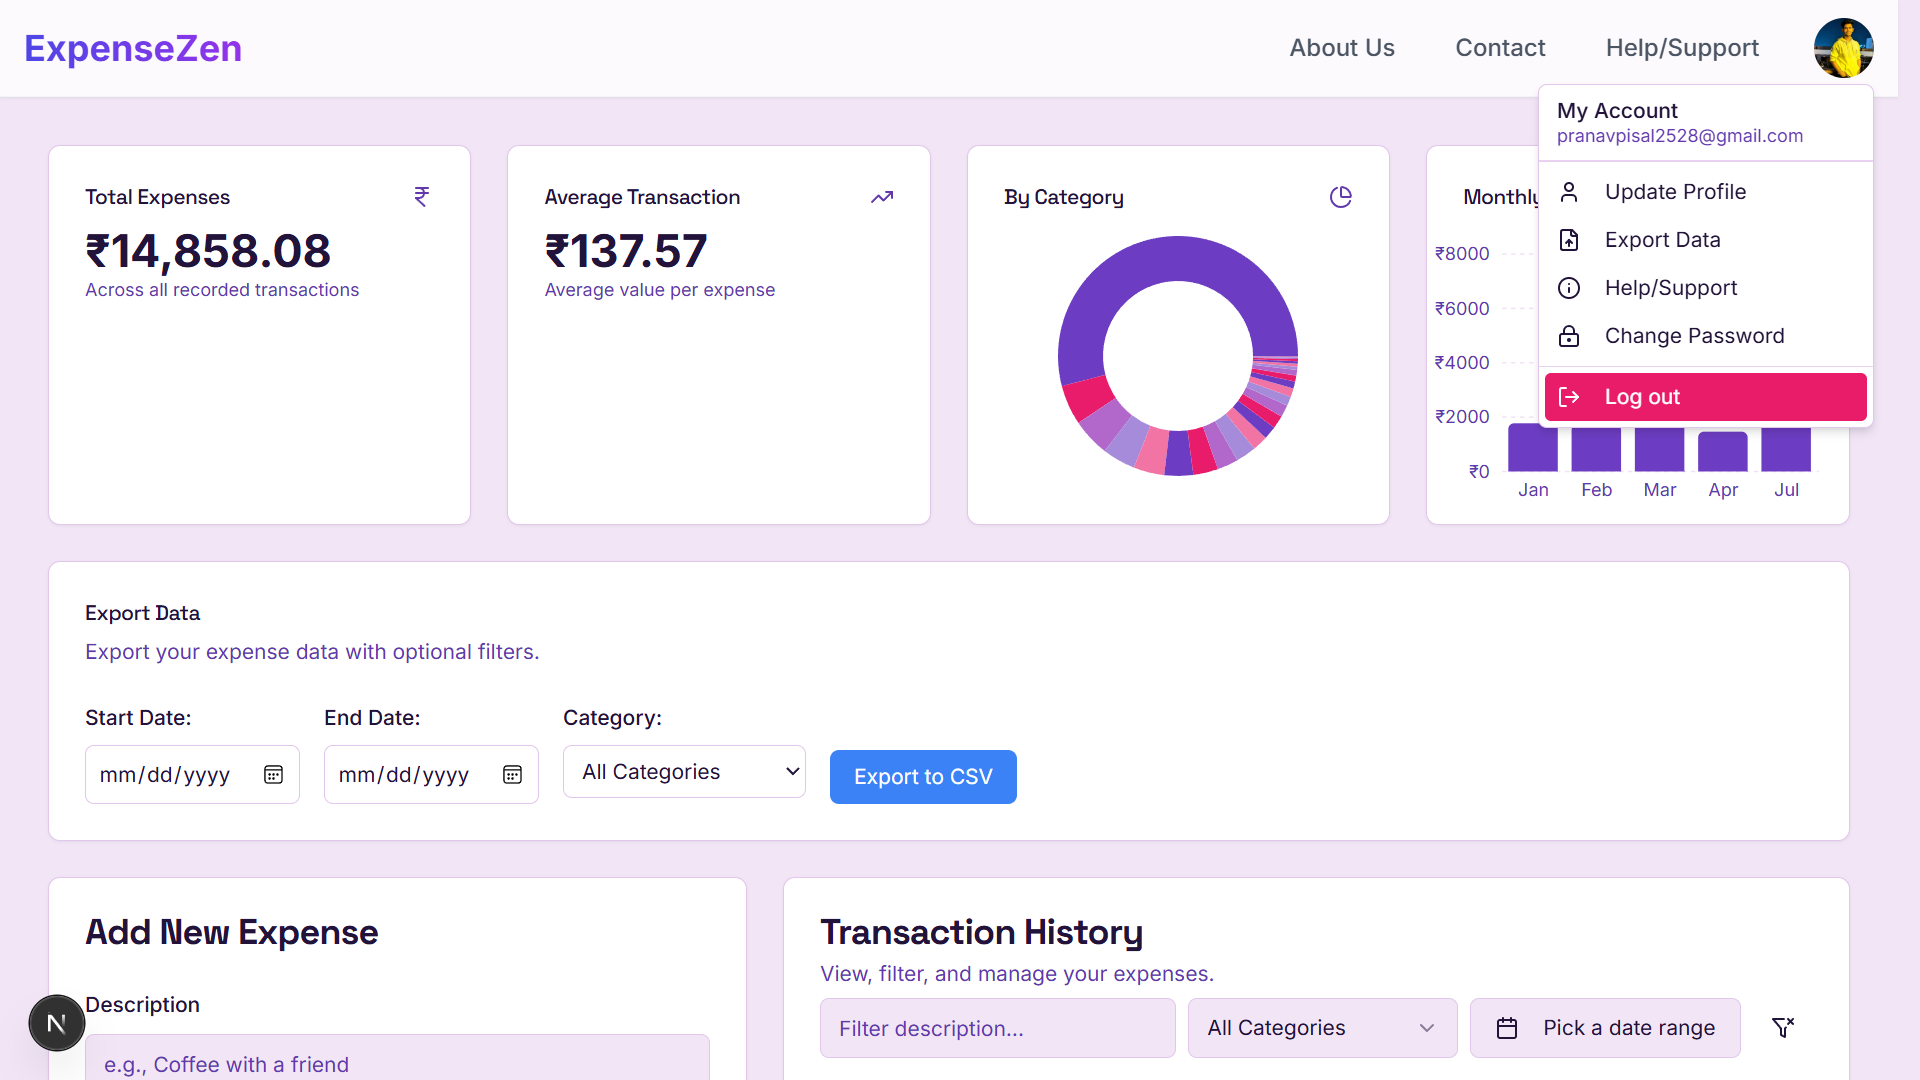 ExpenseZen
About Us
Contact
Help/Support
My Account
pranavpisal2528@gmail.com
Update Profile
Export Data
Help/Support
Change Password
Log out
Total Expenses
₹
₹14,858.08
Across all recorded transactions
Average Transaction
₹137.57
Average value per expense
By Category
Monthly
₹8000
₹6000
₹4000
₹2000
₹0
Jan Feb Mar Apr Jul
Export Data
Export your expense data with optional filters.
Start Date:
End Date:
Category:
mm/dd/yyyy
mm/dd/yyyy
All Categories
Export to CSV
Add New Expense
Description
e.g., Coffee with a friend
N
Transaction History
View, filter, and manage your expenses.
Filter description...
All Categories
Pick a date range